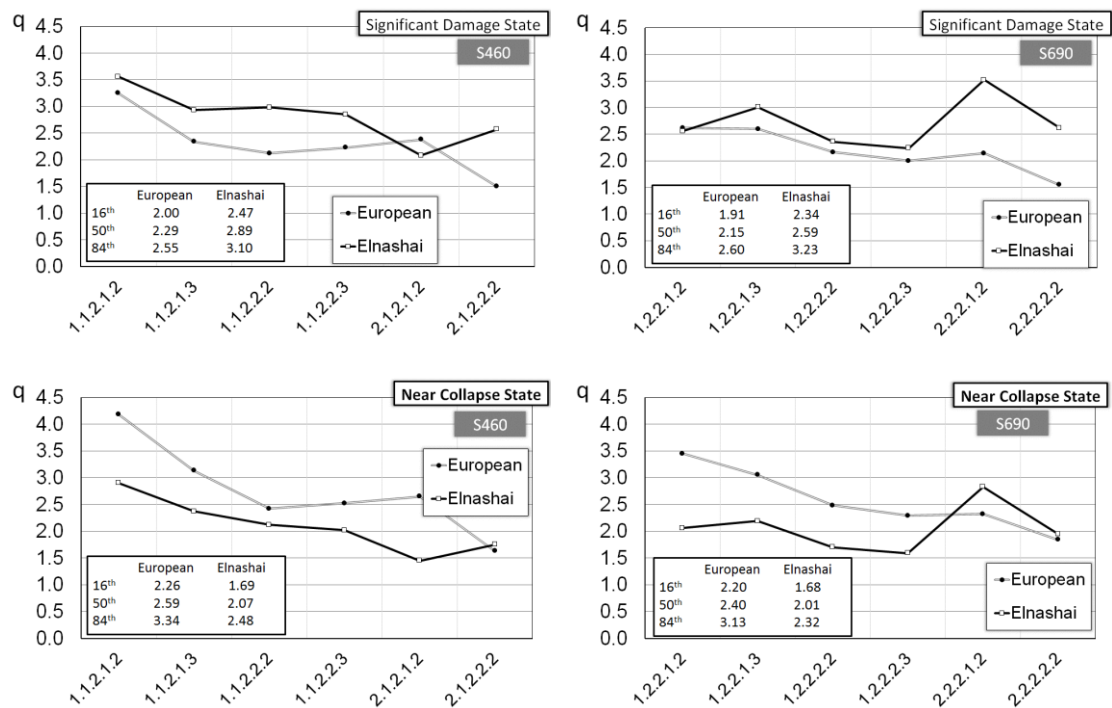 q
Significant Damage State
S460
4.5
4.0
3.5
3.0
2.5
2.0
1.5
1.0
0.5
0.0
European Elnashai
16th 2.00 2.47
50th 2.29 2.89
84th 2.55 3.10
European
Elnashai
1.1.2.1.2
1.1.2.1.3
1.1.2.2.2
1.1.2.2.3
2.1.2.1.2
2.1.2.2.2
q
Significant Damage State
S690
4.5
4.0
3.5
3.0
2.5
2.0
1.5
1.0
0.5
0.0
European Elnashai
16th 1.91 2.34
50th 2.15 2.59
84th 2.60 3.23
European
Elnashai
1.2.2.1.2
1.2.2.1.3
1.2.2.2.2
1.2.2.2.3
2.2.2.1.2
2.2.2.2.2
q
Near Collapse State
S460
4.5
4.0
3.5
3.0
2.5
2.0
1.5
1.0
0.5
0.0
European
Elnashai
European Elnashai
16th 2.26 1.69
50th 2.59 2.07
84th 3.34 2.48
1.1.2.1.2
1.1.2.1.3
1.1.2.2.2
1.1.2.2.3
2.1.2.1.2
2.1.2.2.2
q
Near Collapse State
S690
4.5
4.0
3.5
3.0
2.5
2.0
1.5
1.0
0.5
0.0
European Elnashai
16th 2.20 1.68
50th 2.40 2.01
84th 3.13 2.32
European
Elnashai
1.2.2.1.2
1.2.2.1.3
1.2.2.2.2
1.2.2.2.3
2.2.2.1.2
2.2.2.2.2